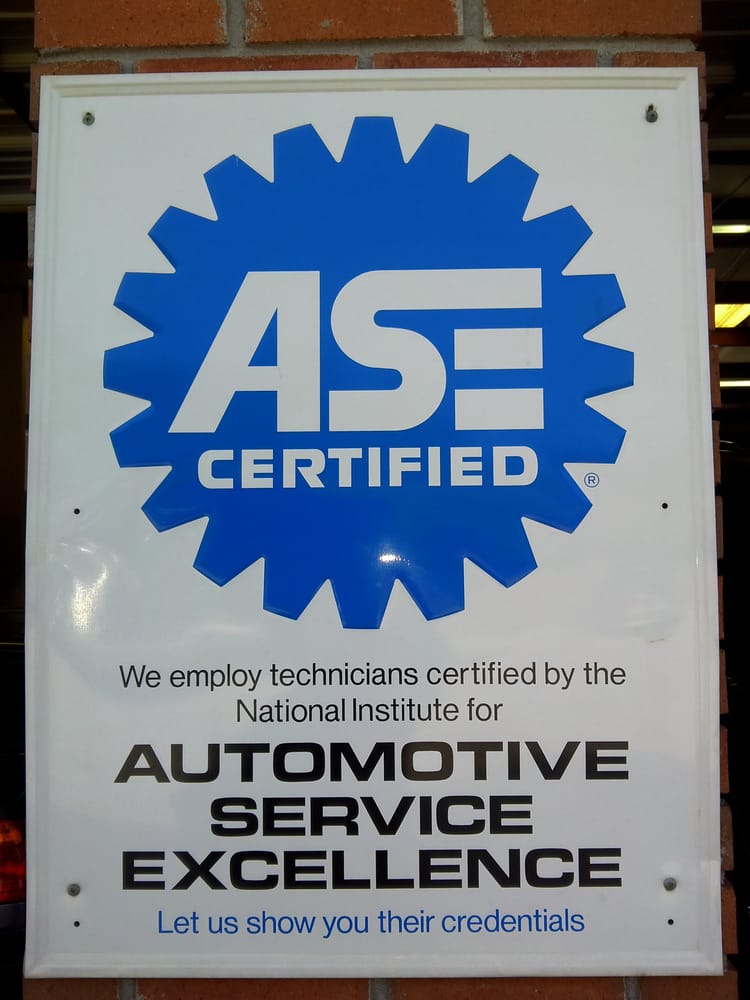 ASE
CERTIFIED
®
We employ technicians certified by the
National Institute for
AUTOMOTIVE
SERVICE
EXCELLENCE
Let us show you their credentials